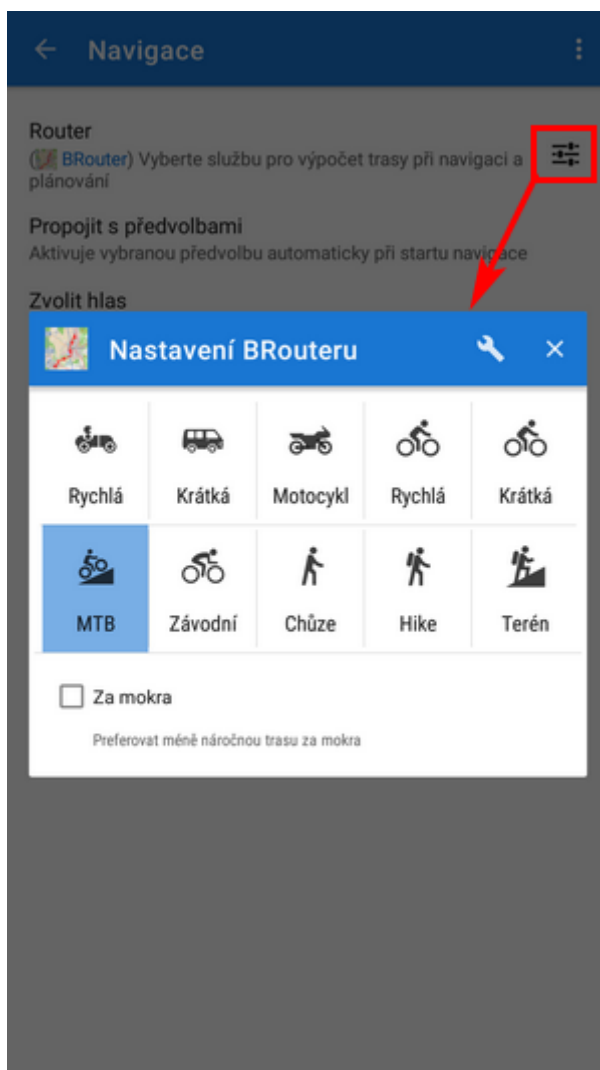 Navigace
Router
(BRouter) Vyberte službu pro výpočet trasy při navigaci a
plánování
Propojit s předvolbami
Aktivuje vybranou předvolbu automaticky při startu navigace
Zvolit hlas
Nastavení BRouteru
Rychlá Krátká Motocykl Rychlá Krátká
MTB Závodní Chůze Hike Terén
Za mokra
Preferovat méně náročnou trasu za mokra